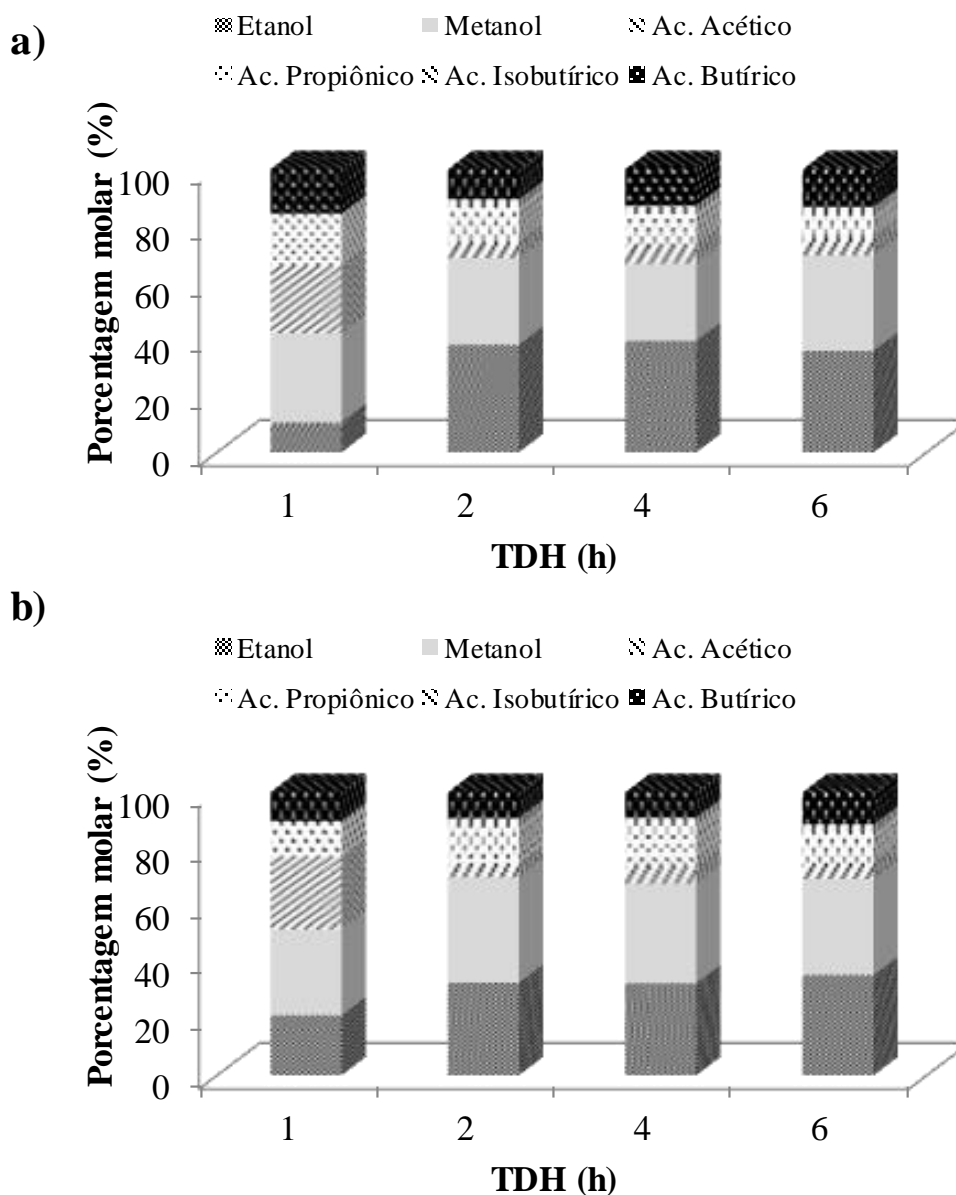 a)
Etanol Metanol Ac. Acético
Ac. Propiônico Ac. Isobutírico Ac. Butírico
Porcentagem molar (%)
100
80
60
40
20
0
1 2 4 6
TDH (h)
b)
Etanol Metanol Ac. Acético
Ac. Propiônico Ac. Isobutírico Ac. Butírico
Porcentagem molar (%)
100
80
60
40
20
0
1 2 4 6
TDH (h)